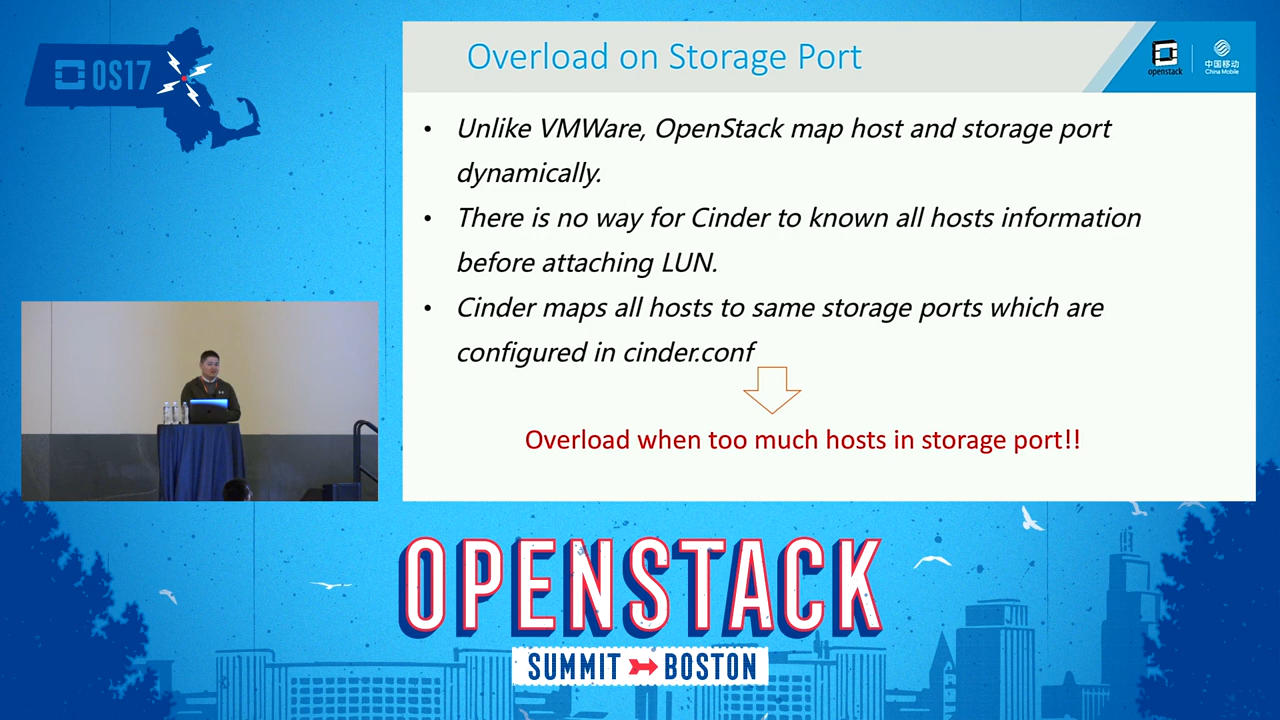 OS17
Overload on Storage Port
openstack
中国移动
China Mobile
• Unlike VMWare, OpenStack map host and storage port
dynamically.
• There is no way for Cinder to known all hosts information
before attaching LUN.
• Cinder maps all hosts to same storage ports which are
configured in cinder.conf
Overload when too much hosts in storage port!!
OPENSTACK
SUMMIT BOSTON